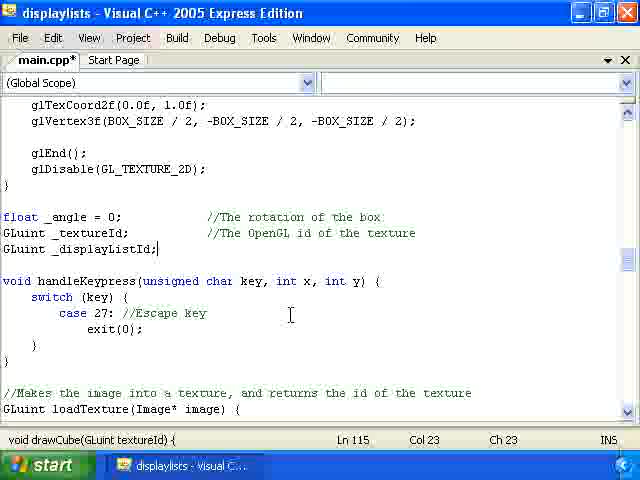 displaylists - Visual C++ 2005 Express Edition
File Edit View Project Build Debug Tools Window Community Help
main.cpp* Start Page
(Global Scope)
glTexCoord2f(0.0f, 1.0f);
glVertex3f(BOX_SIZE / 2, -BOX_SIZE / 2, -BOX_SIZE / 2);
glEnd();
glDisable(GL_TEXTURE_2D);
}
float _angle = 0; //The rotation of the box
GLuint _textureId; //The OpenGL id of the texture
GLuint _displayListId;
void handleKeypress(unsigned char key, int x, int y) {
switch (key) {
case 27: //Escape key
exit(0);
}
}
//Makes the image into a texture, and returns the id of the texture
GLuint loadTexture(Image* image) {
void drawCube(GLuint textureId) { Ln 115 Col 23 Ch 23 INS
start displaylists - Visual C...